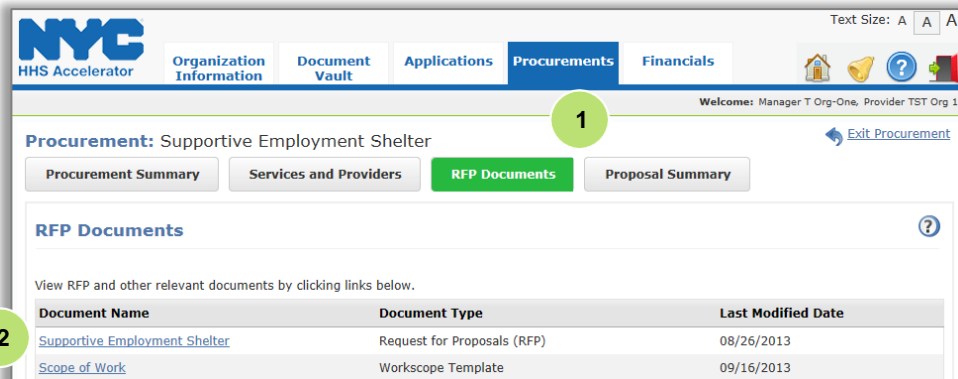 Text Size: A A A
NYC
HHS Accelerator
Organization Information
Document Vault
Applications
Procurements
Financials
Welcome: Manager T Org-One, Provider TST Org 1
1
Procurement: Supportive Employment Shelter
Exit Procurement
Procurement Summary
Services and Providers
RFP Documents
Proposal Summary
RFP Documents
?
View RFP and other relevant documents by clicking links below.
Document Name Document Type Last Modified Date
2
Supportive Employment Shelter Request for Proposals (RFP) 08/26/2013
Scope of Work Workscope Template 09/16/2013